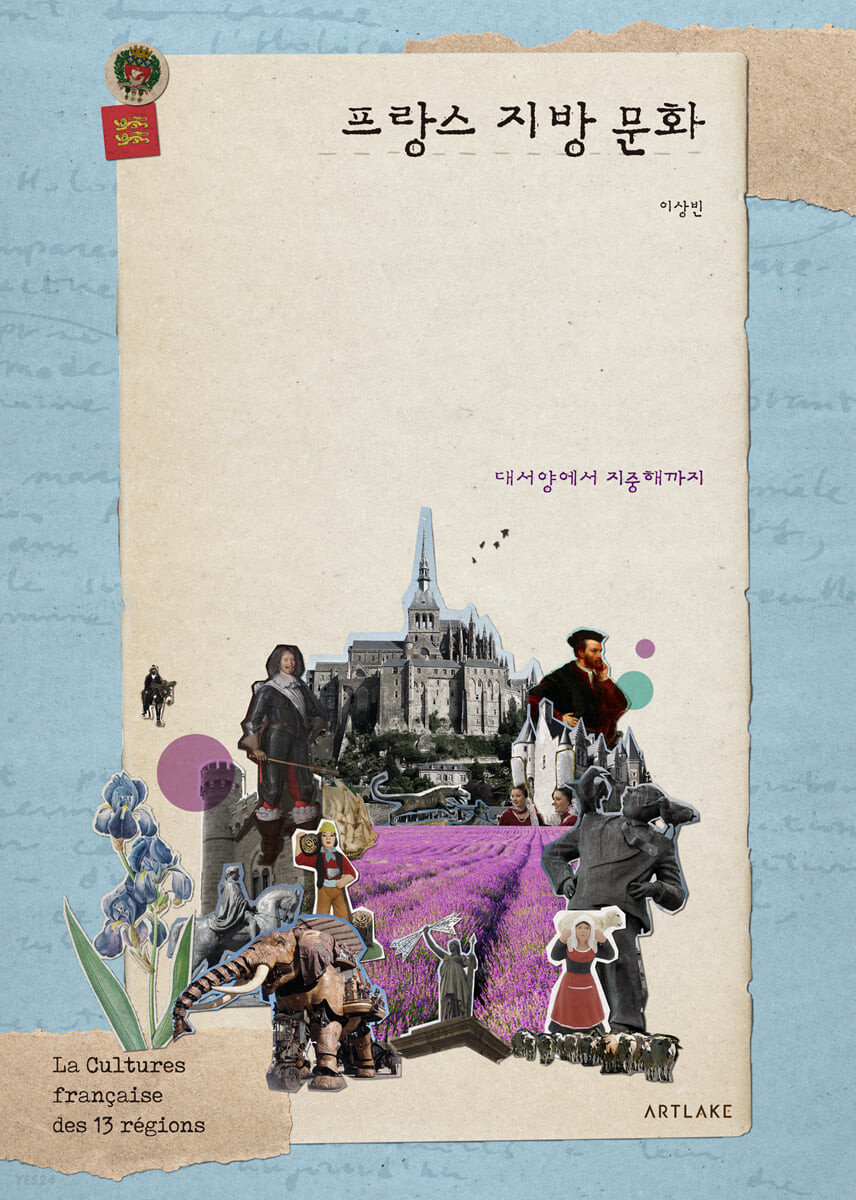 프랑스 지방 문화
이상빈
대서양에서 지중해까지
La Cultures
française
des 13 régions
ARTLAKE
YES24